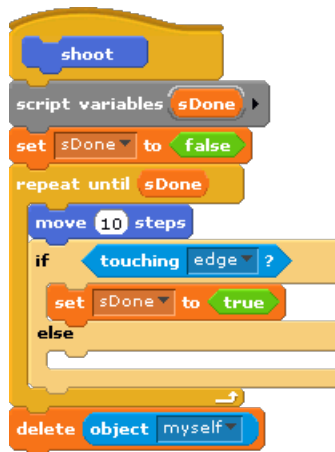 shoot
script variables sDone
set sDone to false
repeat until sDone
move 10 steps
if touching edge ?
set sDone to true
else
delete object myself